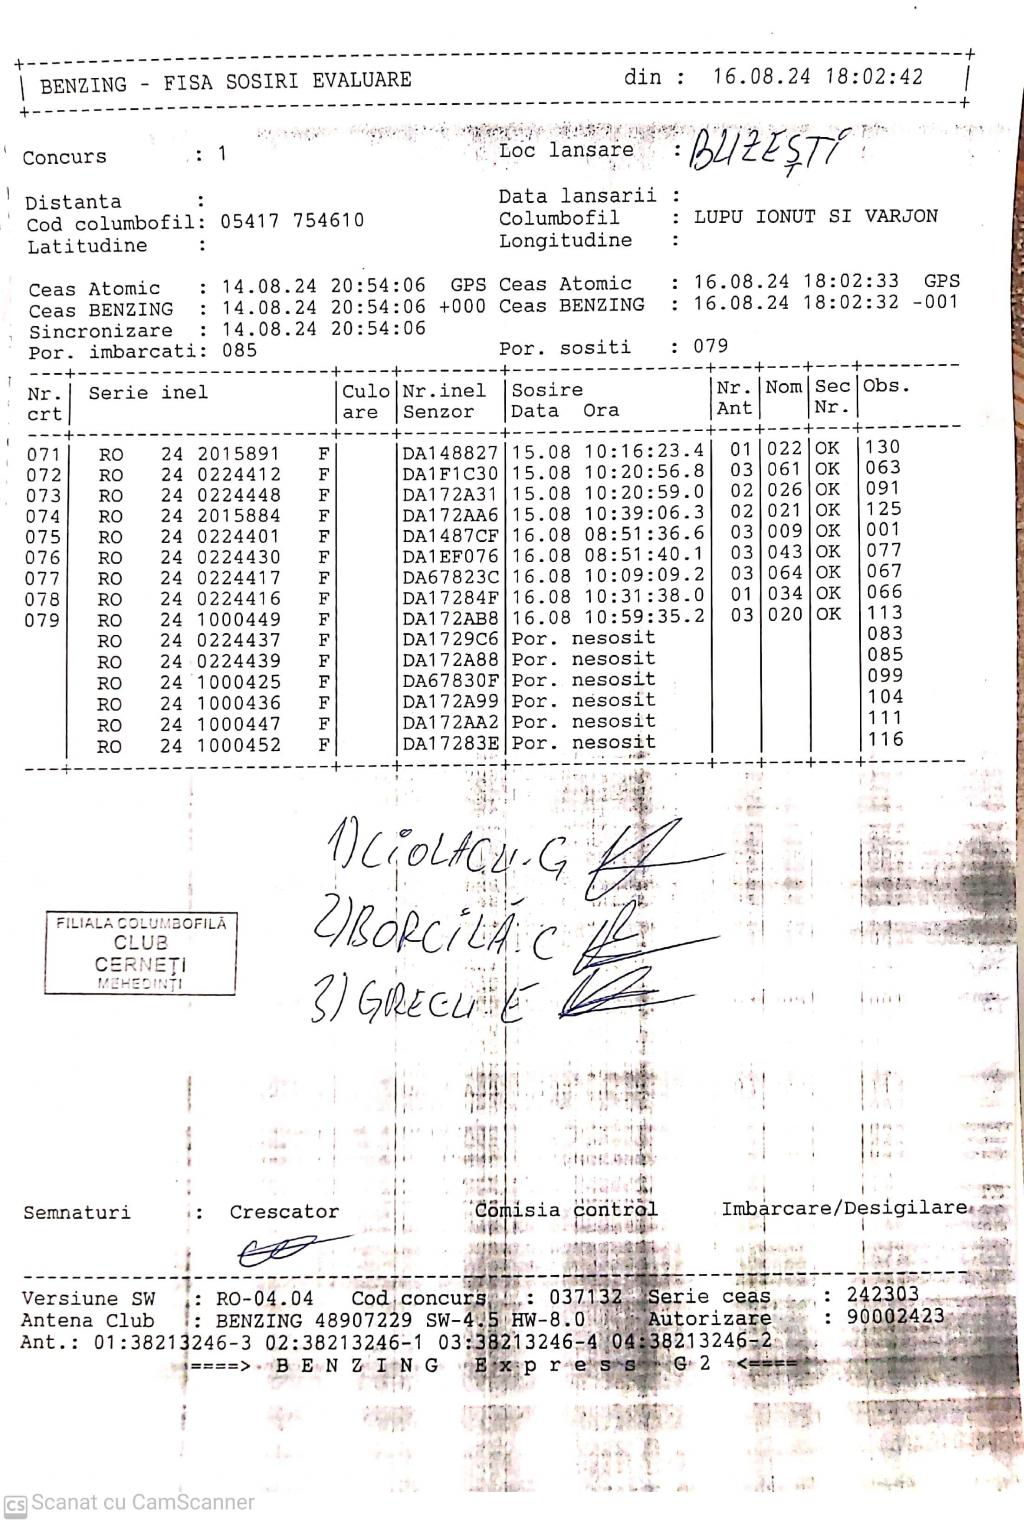 BENZING - FISA SOSIRI EVALUARE din : 16.08.24 18:02:42
Concurs : 1 Loc lansare : BUZEȘTI
Distanta : Data lansarii :
Cod columbofil: 05417 754610 Columbofil : LUPU IONUT SI VARJON
Latitudine : Longitudine :
Ceas Atomic : 14.08.24 20:54:06 GPS Ceas Atomic : 16.08.24 18:02:33 GPS
Ceas BENZING : 14.08.24 20:54:06 +000 Ceas BENZING : 16.08.24 18:02:32 -001
Sincronizare : 14.08.24 20:54:06
Por. imbarcati: 085 Por. sositi : 079
Nr. Serie inel Culo Nr.inel Sosire Nr. Nom Sec Obs.
crt are Senzor Data Ora Ant Nr.
071 RO 24 2015891 F DA148827 15.08 10:16:23.4 01 022 OK 130
072 RO 24 0224412 F DA1F1C30 15.08 10:20:56.8 03 061 OK 063
073 RO 24 0224448 F DA172A31 15.08 10:20:59.0 02 026 OK 091
074 RO 24 2015884 F DA172AA6 15.08 10:39:06.3 02 021 OK 125
075 RO 24 0224401 F DA1487CF 16.08 08:51:36.6 03 009 OK 001
076 RO 24 0224430 F DA1EF076 16.08 08:51:40.1 03 043 OK 077
077 RO 24 0224417 F DA67823C 16.08 10:09:09.2 03 064 OK 067
078 RO 24 0224416 F DA17284F 16.08 10:31:38.0 01 034 OK 066
079 RO 24 1000449 F DA172AB8 16.08 10:59:35.2 03 020 OK 113
RO 24 0224437 F DA1729C6 Por. nesosit 083
RO 24 0224439 F DA172A88 Por. nesosit 085
RO 24 1000425 F DA67830F Por. nesosit 099
RO 24 1000436 F DA172A99 Por. nesosit 104
RO 24 1000447 F DA172AA2 Por. nesosit 111
RO 24 1000452 F DA17283E Por. nesosit 116
1) CIOLACU. G
2) BORCILĂ. C
3) GRECU E
FILIALA COLUMBOFILĂ
CLUB
CERNEȚI
MEHEDINȚI
Semnaturi : Crescator Comisia control Imbarcare/Desigilare
Versiune SW : RO-04.04 Cod concurs : 037132 Serie ceas : 242303
Antena Club : BENZING 48907229 SW-4.5 HW-8.0 Autorizare : 90002423
Ant.: 01:38213246-3 02:38213246-1 03:38213246-4 04:38213246-2
====> B E N Z I N G E x p r e s s G 2 <====
CS Scanat cu CamScanner